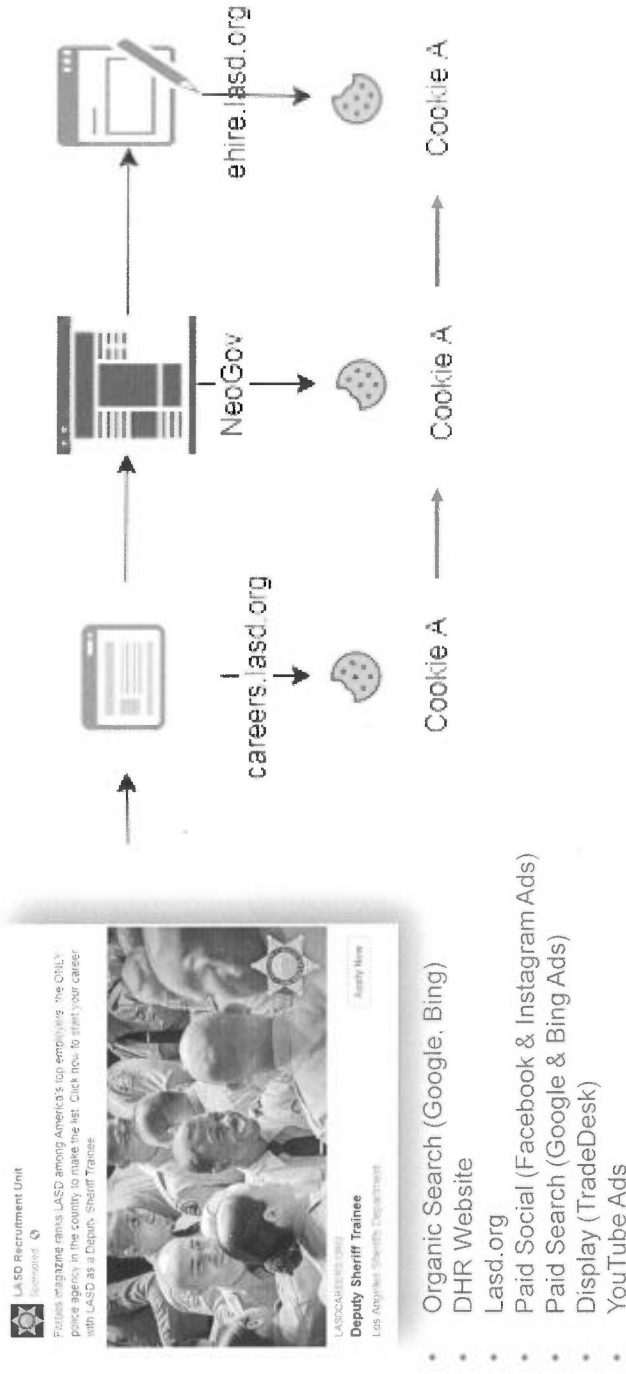 LASD Recruitment Unit
Sponsored
Forbes magazine ranks LASD among America's top employers, the ONLY
police agency in the country to make the list. Click now to start your career
with LASD as a Deputy Sheriff Trainee
LASDCAREERS.ORG
Deputy Sheriff Trainee
Los Angeles Sheriff's Department
Apply Now
• Organic Search (Google, Bing)
• DHR Website
• Lasd.org
• Paid Social (Facebook & Instagram Ads)
• Paid Search (Google & Bing Ads)
• Display (TradeDesk)
• YouTube Ads
careers.lasd.org
Cookie A
NeoGov
Cookie A
ehire.lasd.org
Cookie A